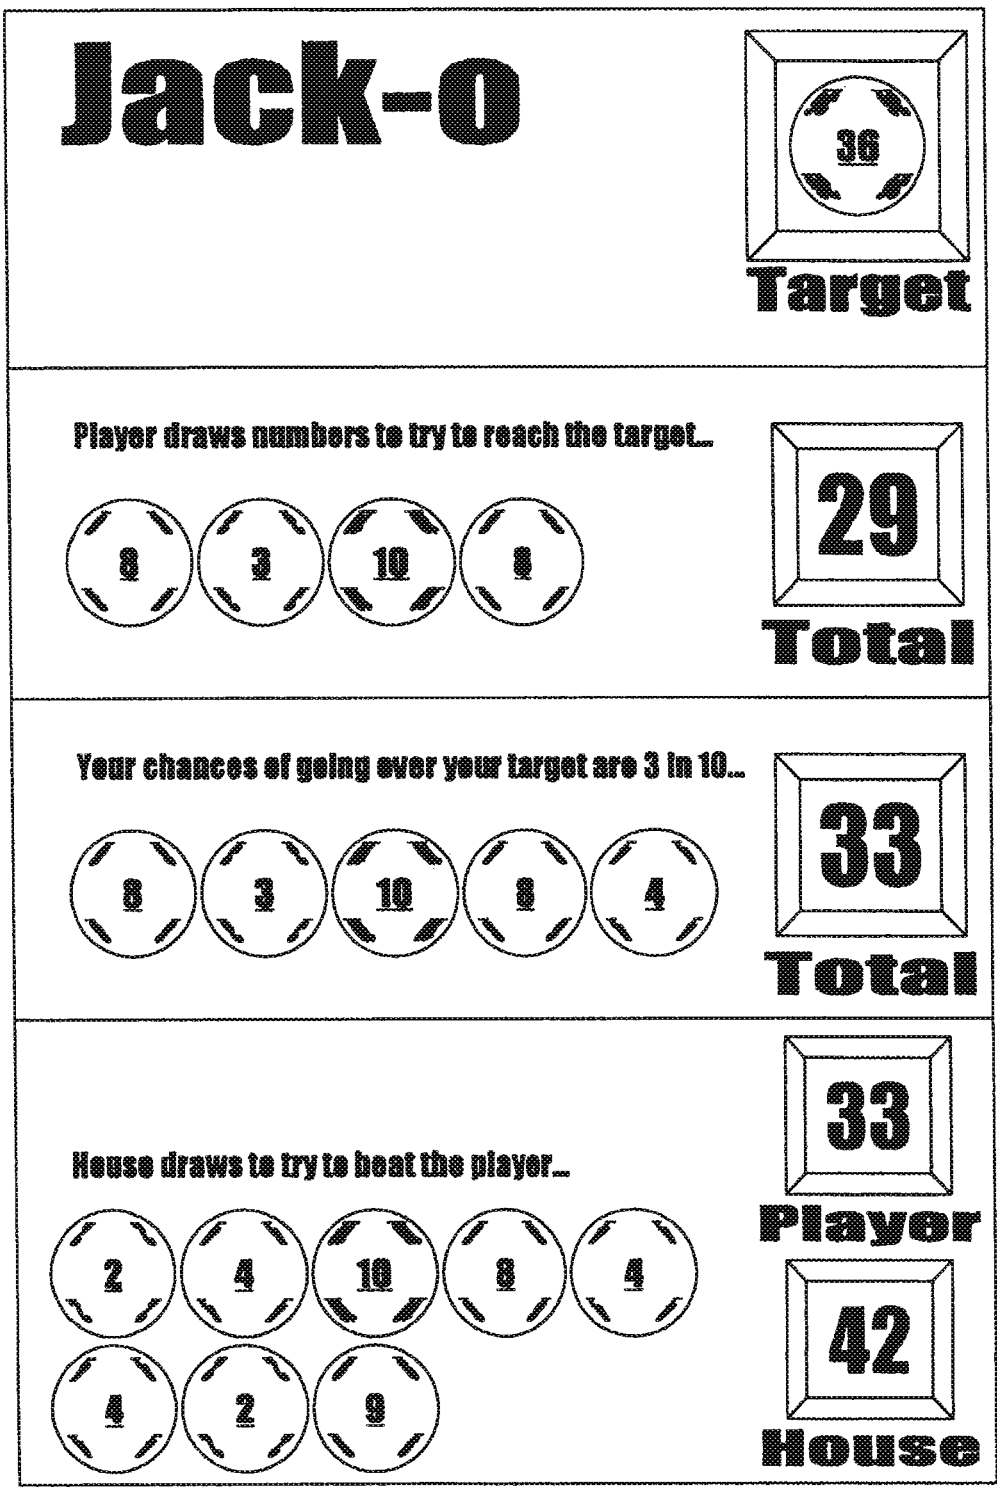 Jack-o
36
Target
Player draws numbers to try to reach the target...
8 3 10 8
29
Total
Your chances of going over your target are 3 in 10...
8 3 10 8 4
33
Total
33
Player
House draws to try to beat the player...
2 4 10 8 4
4 2 9
42
House